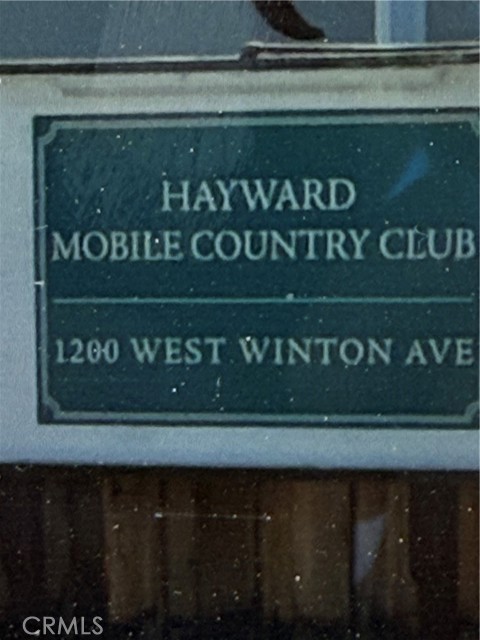 HAYWARD
MOBILE COUNTRY CLUB
1200 WEST WINTON AVE
CRMLS